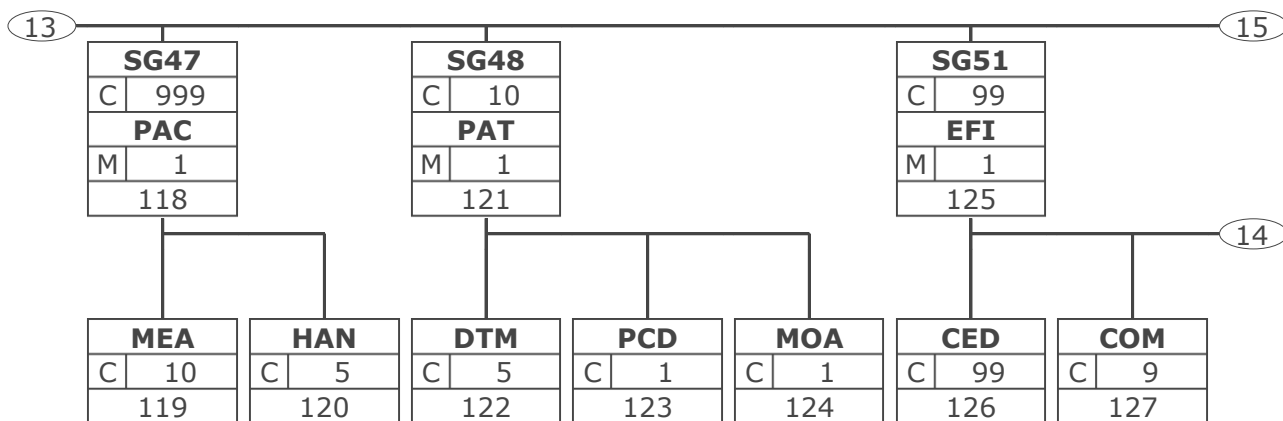 13 15
SG47 SG48 SG51
C 999 C 10 C 99
PAC PAT EFI
M 1 M 1 M 1
118 121 125
14
MEA HAN DTM PCD MOA CED COM
C 10 C 5 C 5 C 1 C 1 C 99 C 9
119 120 122 123 124 126 127